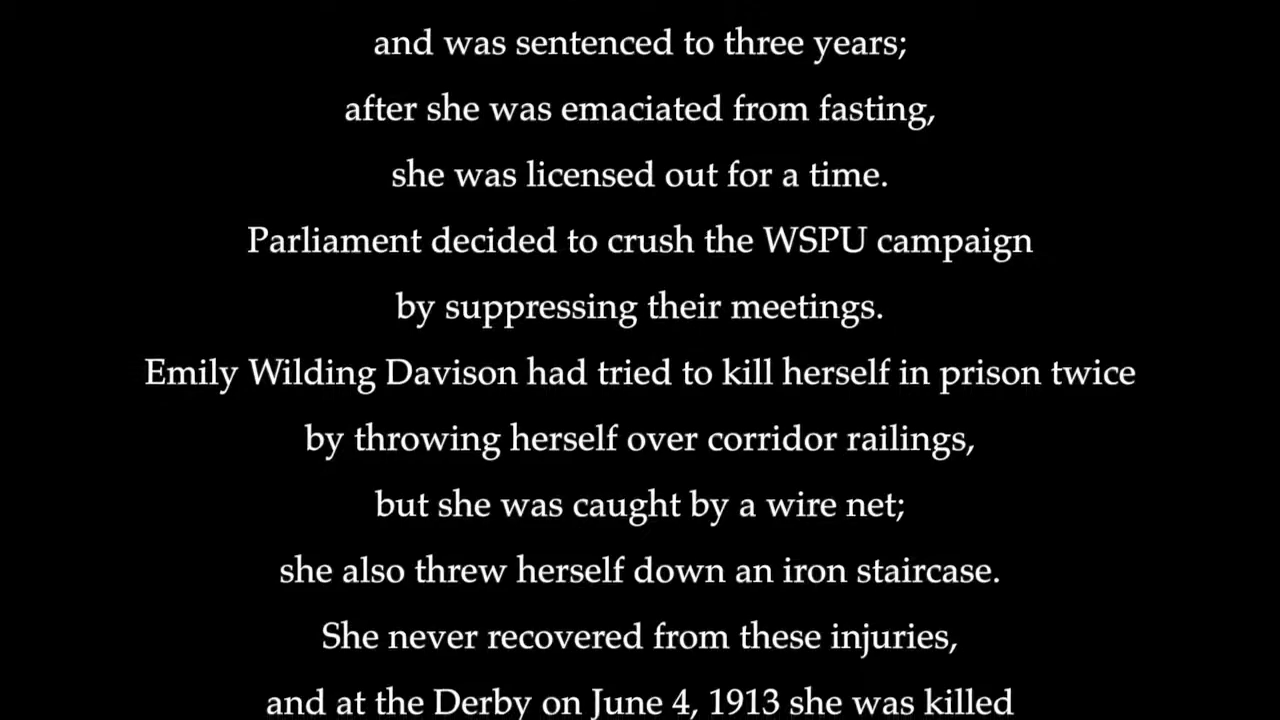 and was sentenced to three years;
after she was emaciated from fasting,
she was licensed out for a time.
Parliament decided to crush the WSPU campaign
by suppressing their meetings.
Emily Wilding Davison had tried to kill herself in prison twice
by throwing herself over corridor railings,
but she was caught by a wire net;
she also threw herself down an iron staircase.
She never recovered from these injuries,
and at the Derby on June 4, 1913 she was killed